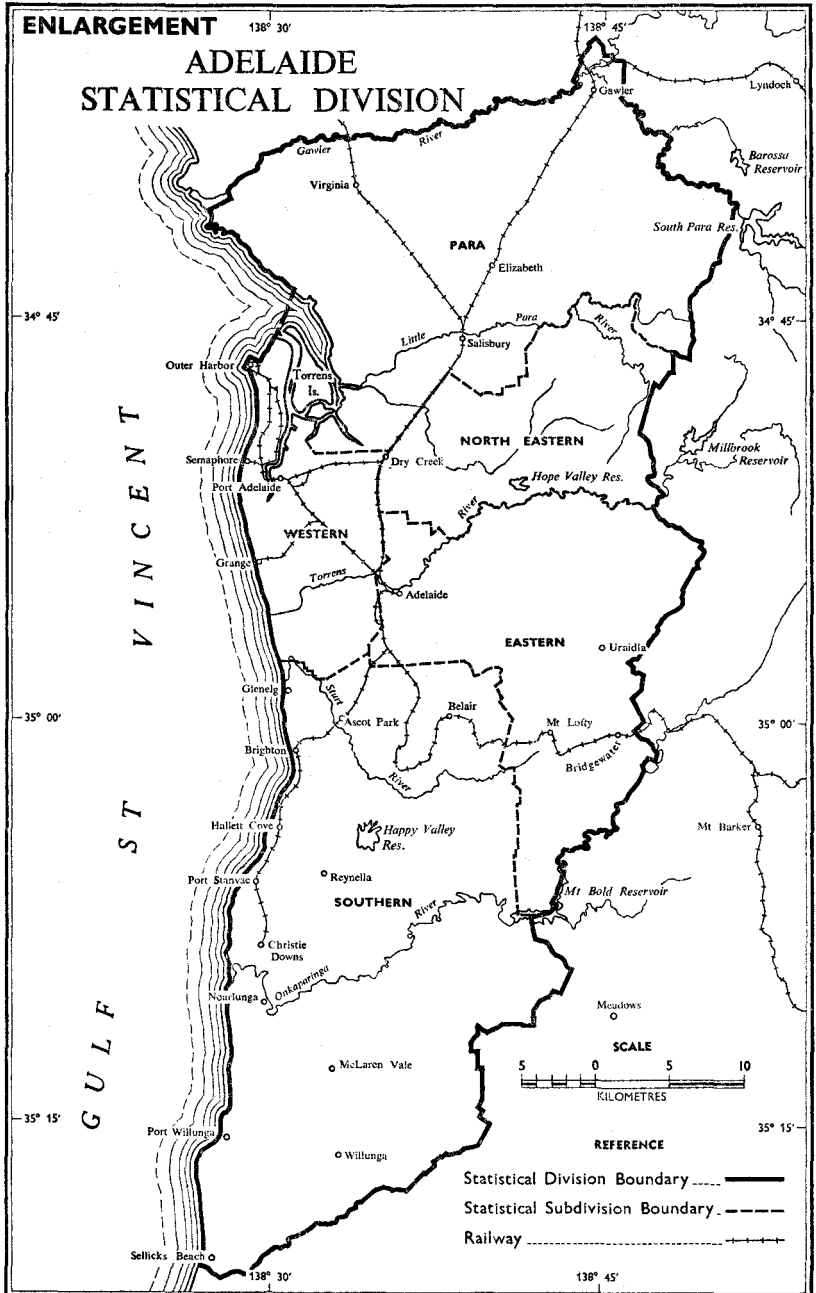 ENLARGEMENT
138° 30'
138° 45'
ADELAIDE
STATISTICAL DIVISION
Gawler
Lyndoch
Gawler River
Barossa
Reservoir
Virginia
South Para Res.
PARA
Elizabeth
34° 45'
34° 45'
Little Para River
Salisbury
Outer Harbor
Torrens
Is.
NORTH EASTERN
Millbrook
Reservoir
Semaphore
Dry Creek
Port Adelaide
Hope Valley Res.
River
WESTERN
Grange
Torrens
Adelaide
EASTERN
Uraidla
Glenelg
Sturt River
35° 00'
35° 00'
Ascot Park
Belair
Mt Lofty
Brighton
Bridgewater
Hallett Cove
Happy Valley
Res.
Mt Barker
Port Stanvac
Reynella
Mt Bold Reservoir
SOUTHERN
Christie
Downs
Onkaparinga River
Noarlunga
Meadows
GULF ST VINCENT
SCALE
5 0 5 10
KILOMETRES
McLaren Vale
35° 15'
35° 15'
Port Willunga
REFERENCE
Willunga
Statistical Division Boundary
Statistical Subdivision Boundary
Railway
Sellicks Beach
138° 30'
138° 45'